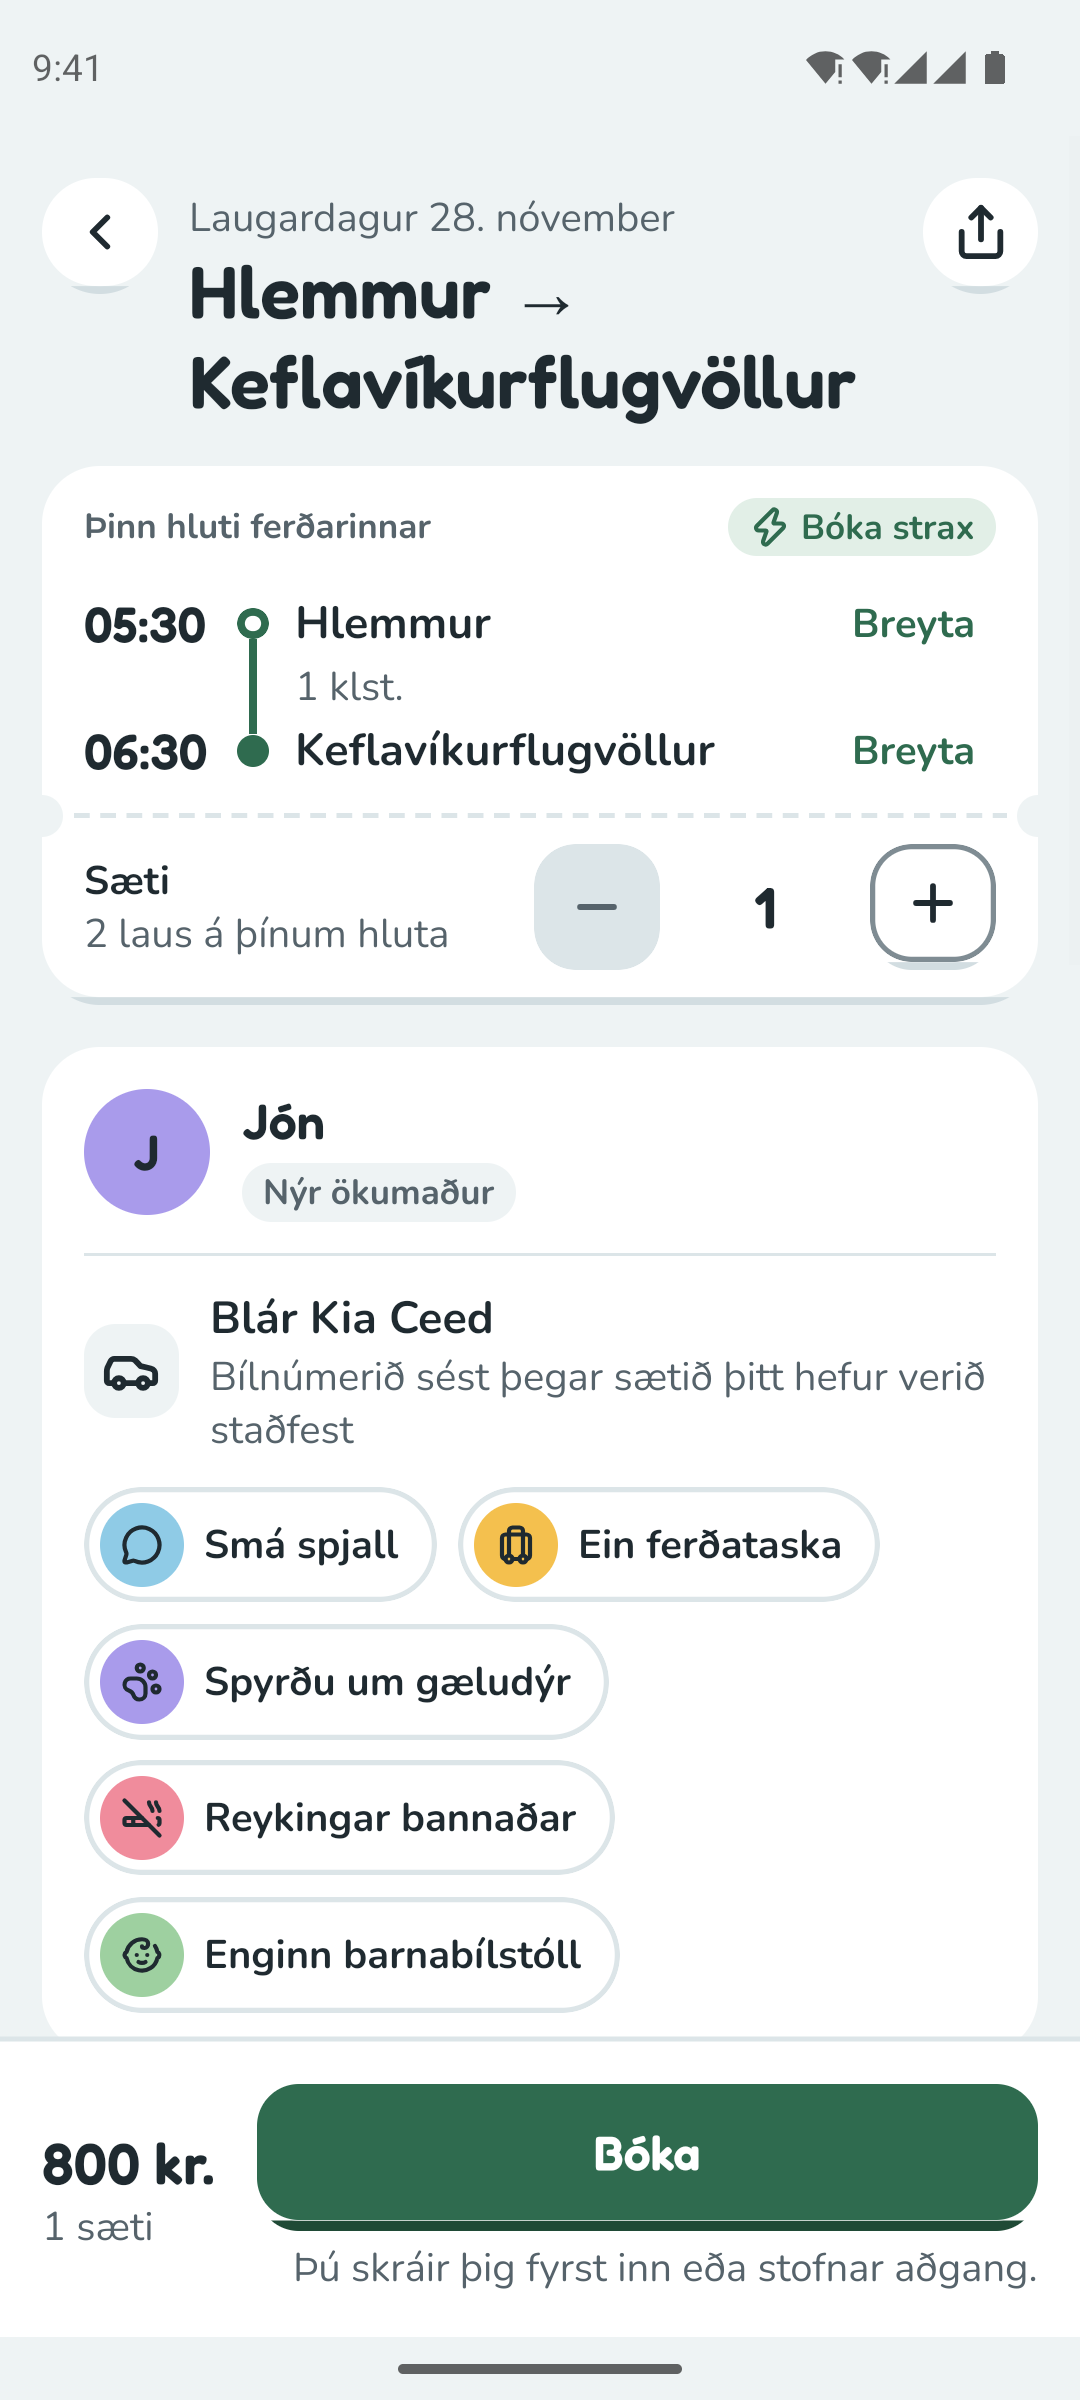 9:41
Laugardagur 28. nóvember
Hlemmur →
Keflavíkurflugvöllur
Þinn hluti ferðarinnar
Bóka strax
05:30 Hlemmur Breyta
1 klst.
06:30 Keflavíkurflugvöllur Breyta
Sæti
2 laus á þínum hluta
1
J
Jón
Nýr ökumaður
Blár Kia Ceed
Bílnúmerið sést þegar sætið þitt hefur verið
staðfest
Smá spjall
Ein ferðataska
Spyrðu um gæludýr
Reykingar bannaðar
Enginn barnabílstóll
800 kr.
1 sæti
Bóka
Þú skráir þig fyrst inn eða stofnar aðgang.